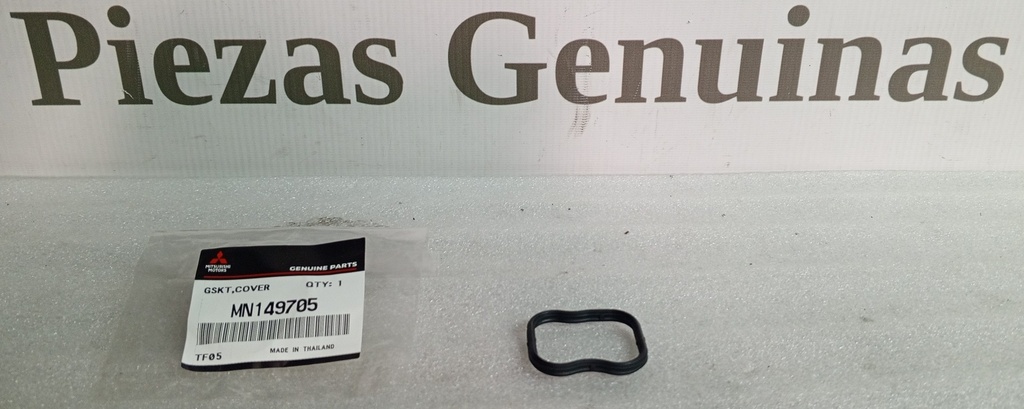 Piezas Genuinas
MITSUBISHI
MOTORS
GENUINE PARTS
GSKT,COVER QTY: 1
MN149705
MADE IN THAILAND
TF05